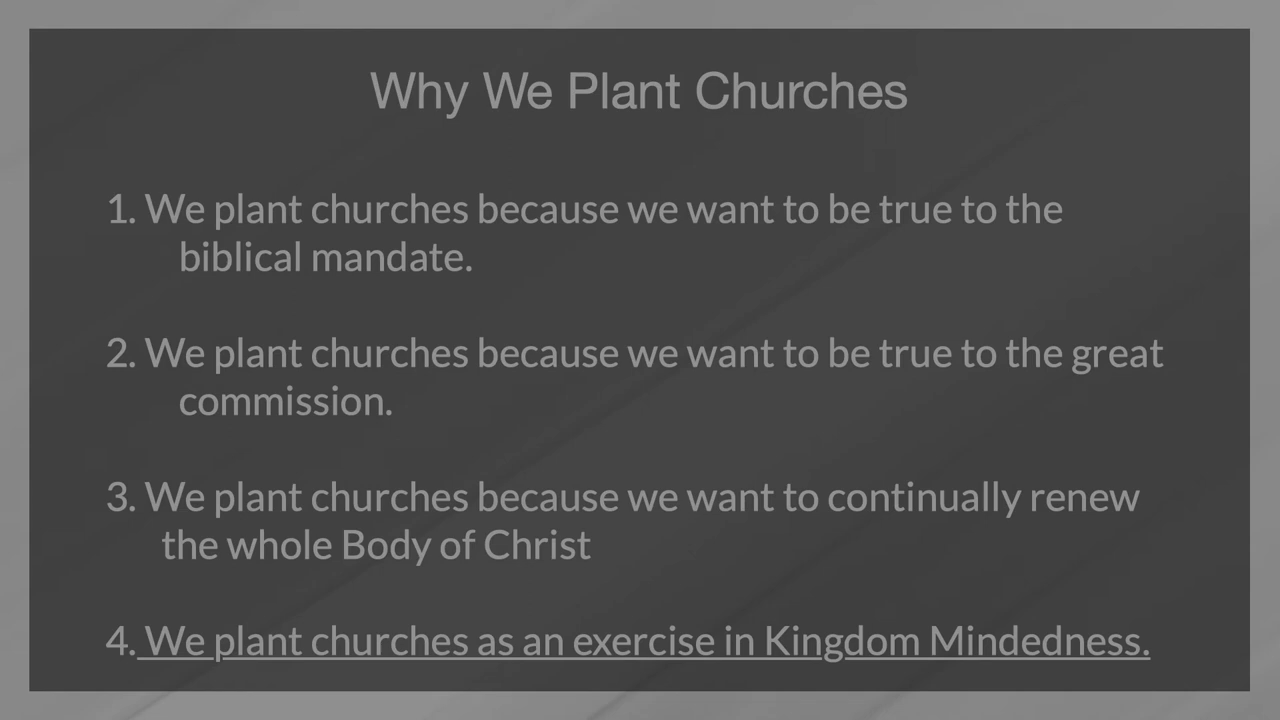 Why We Plant Churches
1. We plant churches because we want to be true to the
biblical mandate.
2. We plant churches because we want to be true to the great
commission.
3. We plant churches because we want to continually renew
the whole Body of Christ
4. We plant churches as an exercise in Kingdom Mindedness.